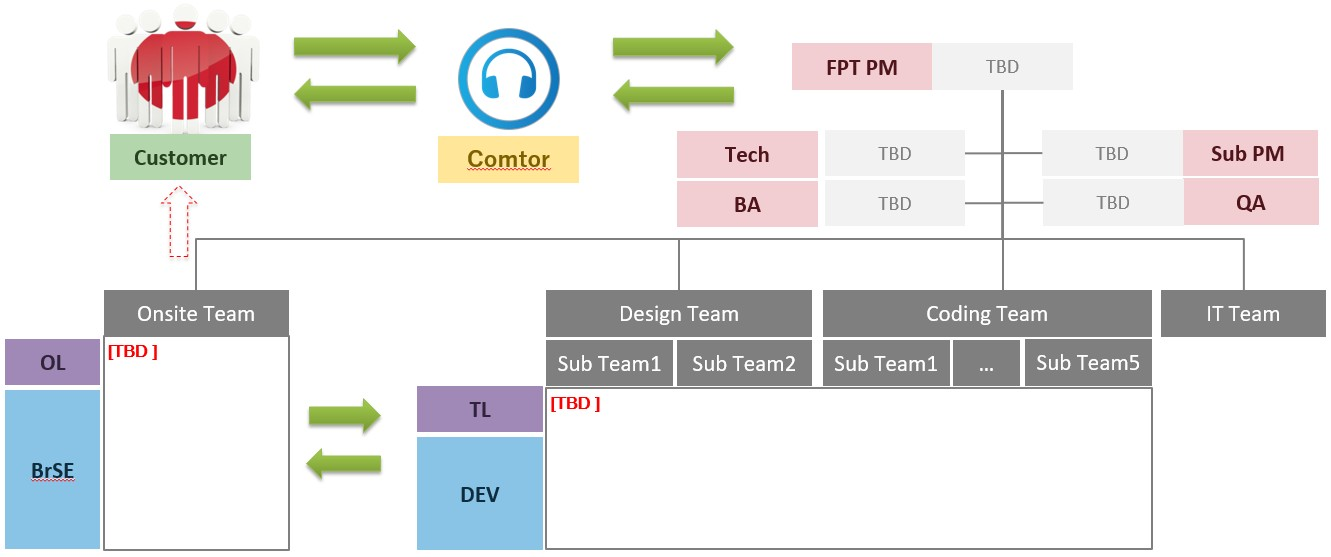 FPT PM TBD
Customer
Comtor
Tech TBD TBD Sub PM
BA TBD TBD QA
Onsite Team
Design Team
Coding Team
IT Team
OL
[TBD ]
Sub Team1
Sub Team2
Sub Team1
...
Sub Team5
BrSE
TL
[TBD ]
DEV